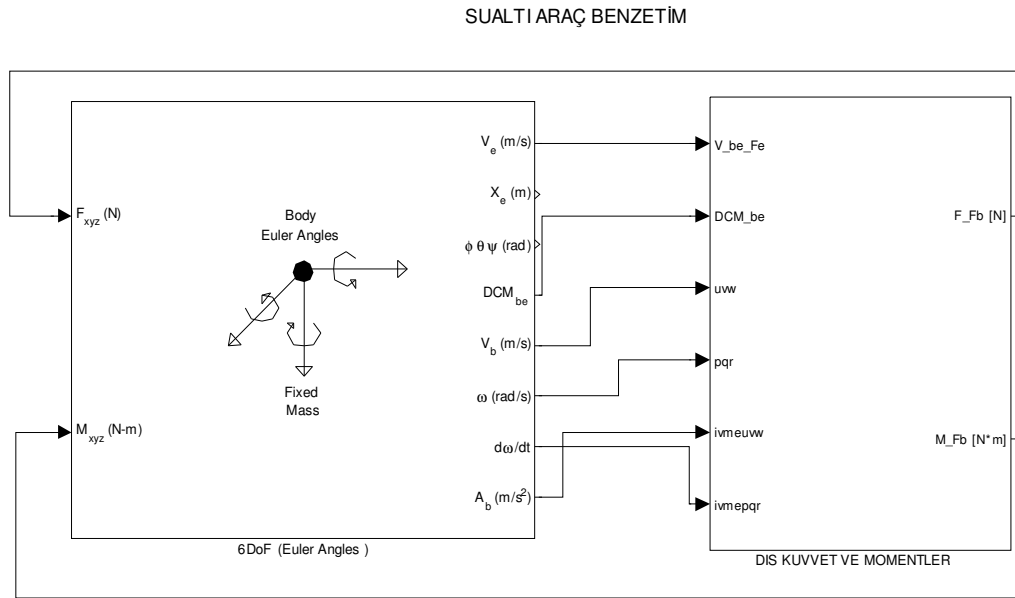 SUALTI ARAÇ BENZETİM
F_xyz (N)
M_xyz (N-m)
Body
Euler Angles
Fixed
Mass
V_e (m/s)
X_e (m)
ϕ θ ψ (rad)
DCM_be
V_b (m/s)
ω (rad/s)
dω/dt
A_b (m/s²)
6DoF (Euler Angles )
V_be_Fe
DCM_be
uvw
pqr
ivmeuvw
ivmepqr
F_Fb [N]
M_Fb [N*m]
DIS KUVVET VE MOMENTLER